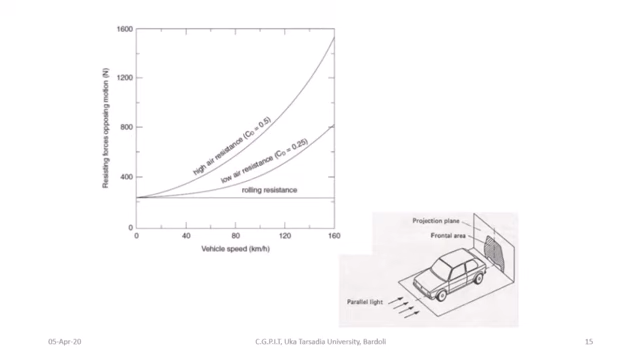 1600
1200
800
400
0
Resisting forces opposing motion (N)
high air resistance (CD = 0.5)
low air resistance (CD = 0.25)
rolling resistance
0 40 80 120 160
Vehicle speed (km/h)
Projection plane
Frontal area
Parallel light
05-Apr-20 C.G.P.I.T, Uka Tarsadia University, Bardoli 15